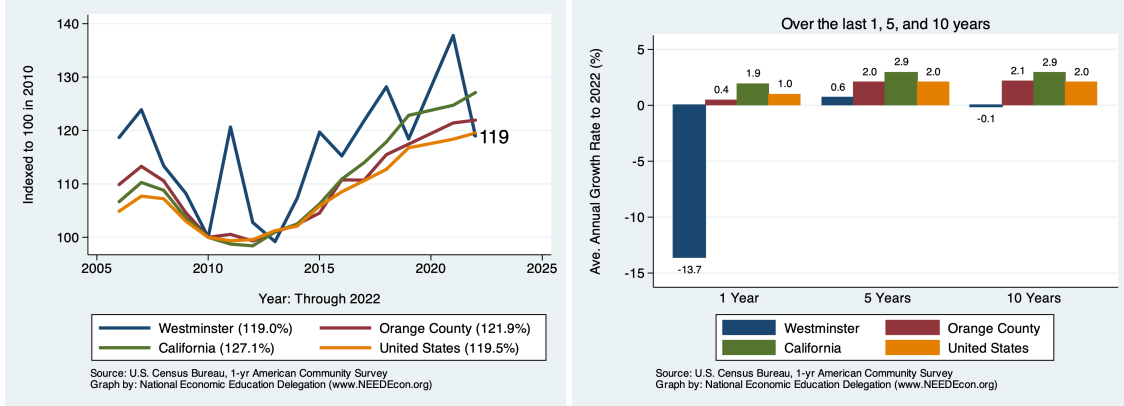 Indexed to 100 in 2010
140
130
120
110
100
119
2005
2010
2015
2020
2025
Year: Through 2022
Westminster (119.0%)
Orange County (121.9%)
California (127.1%)
United States (119.5%)
Source: U.S. Census Bureau, 1-yr American Community Survey
Graph by: National Economic Education Delegation (www.NEEDEcon.org)
Over the last 1, 5, and 10 years
Ave. Annual Growth Rate to 2022 (%)
5
0
-5
-10
-15
-13.7
0.4
1.9
1.0
0.6
2.0
2.9
2.0
-0.1
2.1
2.9
2.0
1 Year
5 Years
10 Years
Westminster
Orange County
California
United States
Source: U.S. Census Bureau, 1-yr American Community Survey
Graph by: National Economic Education Delegation (www.NEEDEcon.org)